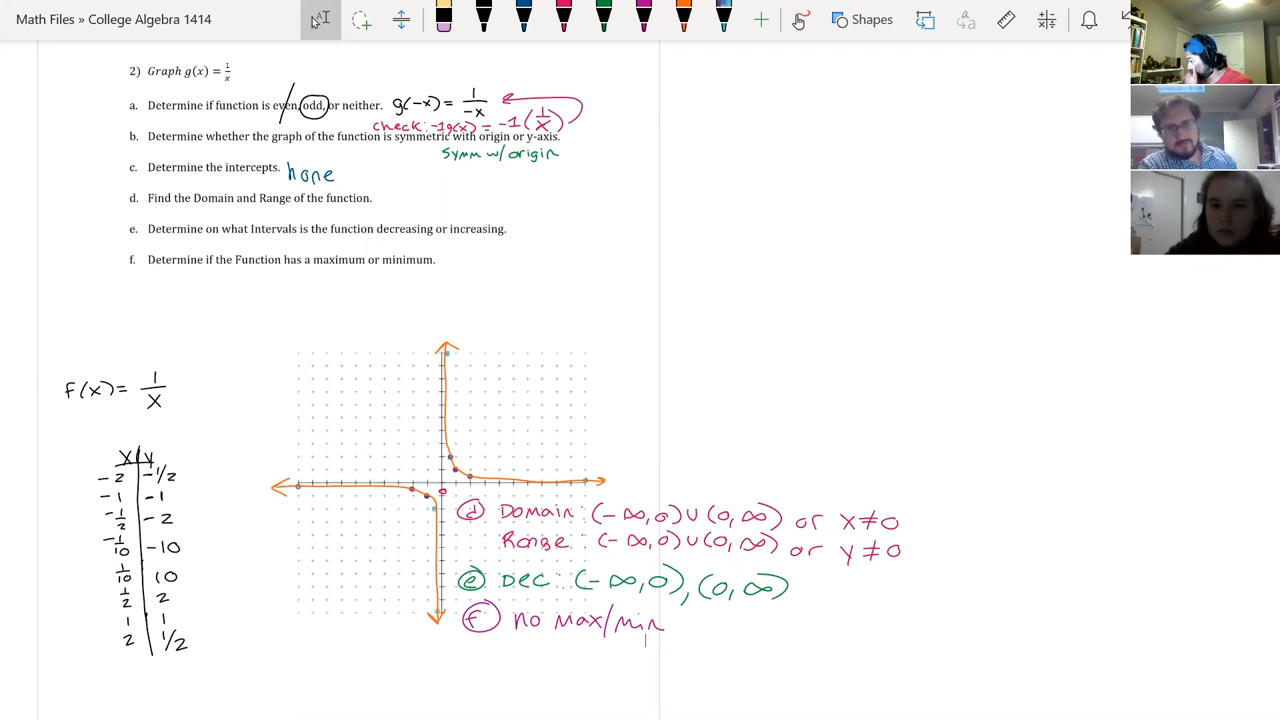 Math Files » College Algebra 1414
Shapes
2) Graph g(x) = 1/x
a. Determine if function is even, odd, or neither. g(-x) = 1/-x
check: -1g(x) = -1(1/x)
b. Determine whether the graph of the function is symmetric with origin or y-axis.
symm w/ origin
c. Determine the intercepts. none
d. Find the Domain and Range of the function.
e. Determine on what Intervals is the function decreasing or increasing.
f. Determine if the Function has a maximum or minimum.
F(x) = 1/x
x | y
-2 | -1/2
-1 | -1
-1/2 | -2
-1/10 | -10
1/10 | 10
1/2 | 2
1 | 1
2 | 1/2
d Domain: (-∞,0)∪(0,∞) or x≠0
Range: (-∞,0)∪(0,∞) or y≠0
e Dec: (-∞,0), (0,∞)
f no max/min